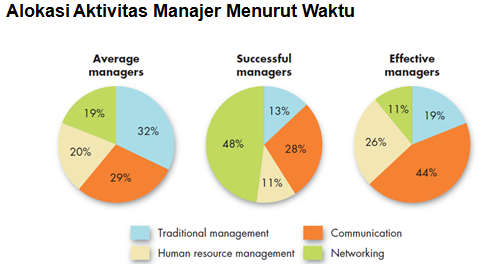 Alokasi Aktivitas Manajer Menurut Waktu
Average
managers
19%
32%
20%
29%
Successful
managers
13%
48%
28%
11%
Effective
managers
11%
19%
26%
44%
Traditional management
Communication
Human resource management
Networking